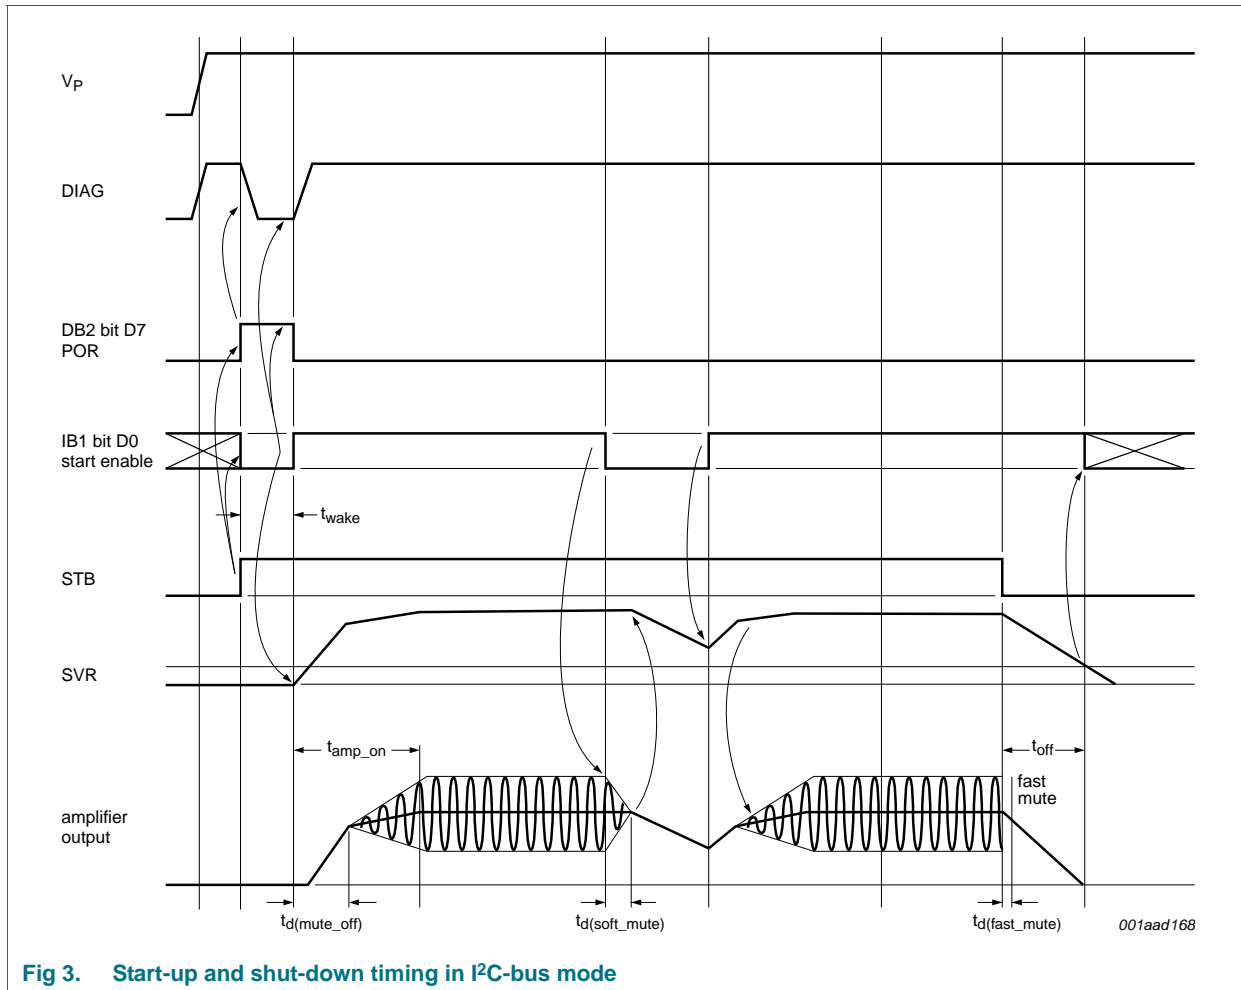 VP
DIAG
DB2 bit D7
POR
IB1 bit D0
start enable
twake
STB
SVR
tamp_on
toff
fast
mute
amplifier
output
td(mute_off)
td(soft_mute)
td(fast_mute)
001aad168
Fig 3. Start-up and shut-down timing in I²C-bus mode